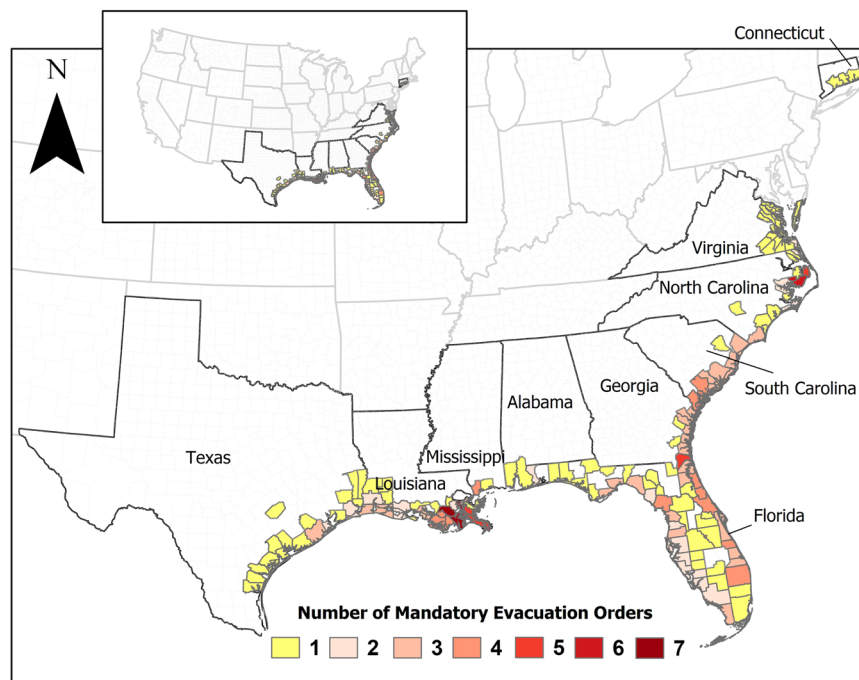 Connecticut
N
Virginia
North Carolina
South Carolina
Georgia
Alabama
Mississippi
Louisiana
Texas
Florida
Number of Mandatory Evacuation Orders
1 2 3 4 5 6 7